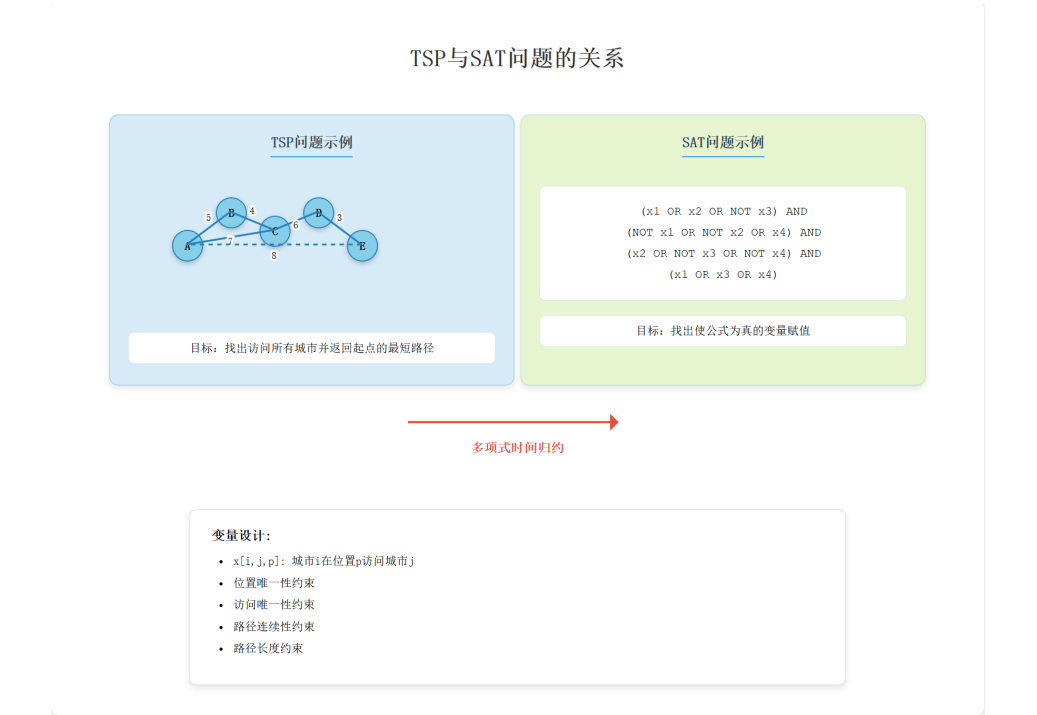 TSP与SAT问题的关系
TSP问题示例
B
D
5
4
3
C
6
A
7
E
8
目标: 找出访问所有城市并返回起点的最短路径
SAT问题示例
(x1 OR x2 OR NOT x3) AND
(NOT x1 OR NOT x2 OR x4) AND
(x2 OR NOT x3 OR NOT x4) AND
(x1 OR x3 OR x4)
目标: 找出使公式为真的变量赋值
多项式时间归约
变量设计:
• x[i,j,p]: 城市i在位置p访问城市j
• 位置唯一性约束
• 访问唯一性约束
• 路径连续性约束
• 路径长度约束